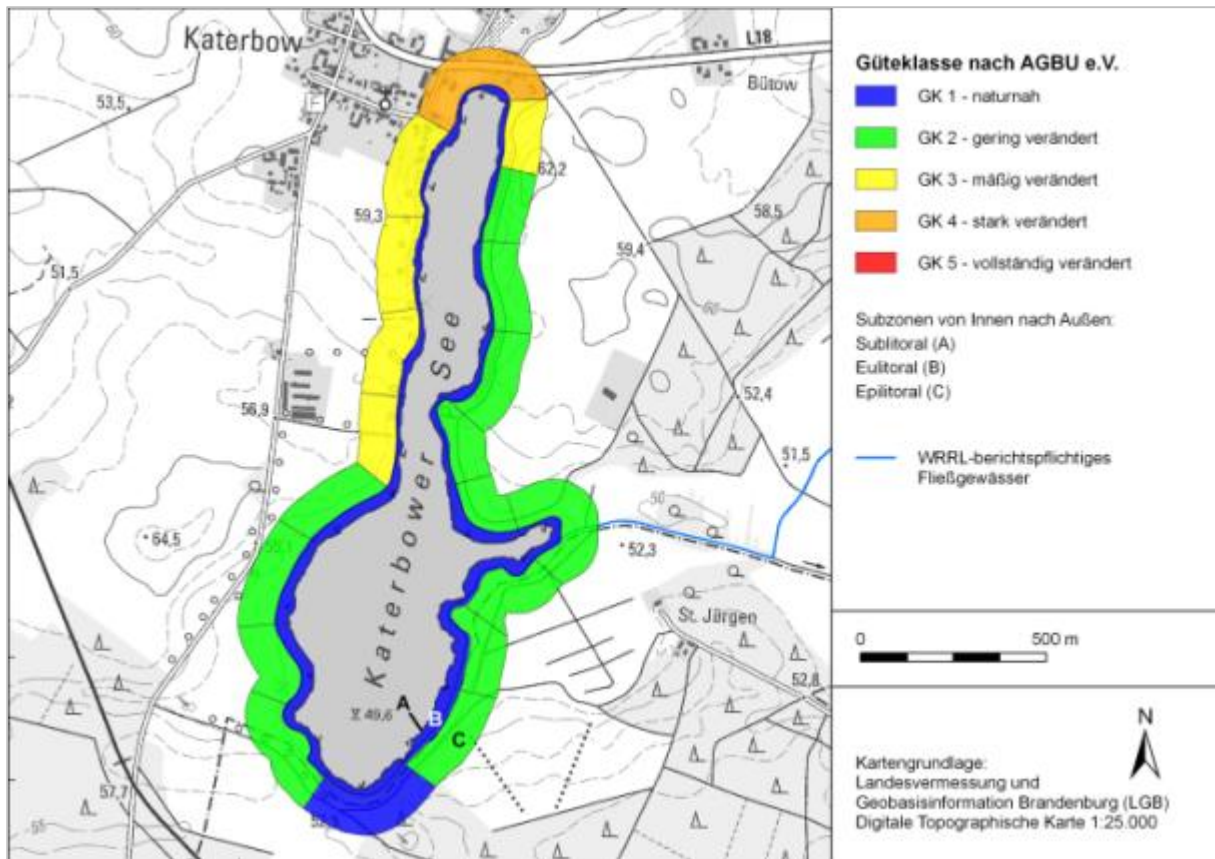 Katerbow
L18
Bütow
53,5
62,2
59,3
58,5
59,4
60
51,5
52,4
56,9
51,5
50
64,5
52,3
St. Jürgen
Katerbower See
52,8
A
B
49,6
C
57,7
55
Güteklasse nach AGBU e.V.
GK 1 - naturnah
GK 2 - gering verändert
GK 3 - mäßig verändert
GK 4 - stark verändert
GK 5 - vollständig verändert
Subzonen von Innen nach Außen:
Sublitoral (A)
Eulitoral (B)
Epilitoral (C)
WRRL-berichtspflichtiges
Fließgewässer
0 500 m
N
Kartengrundlage:
Landesvermessung und
Geobasisinformation Brandenburg (LGB)
Digitale Topographische Karte 1:25.000